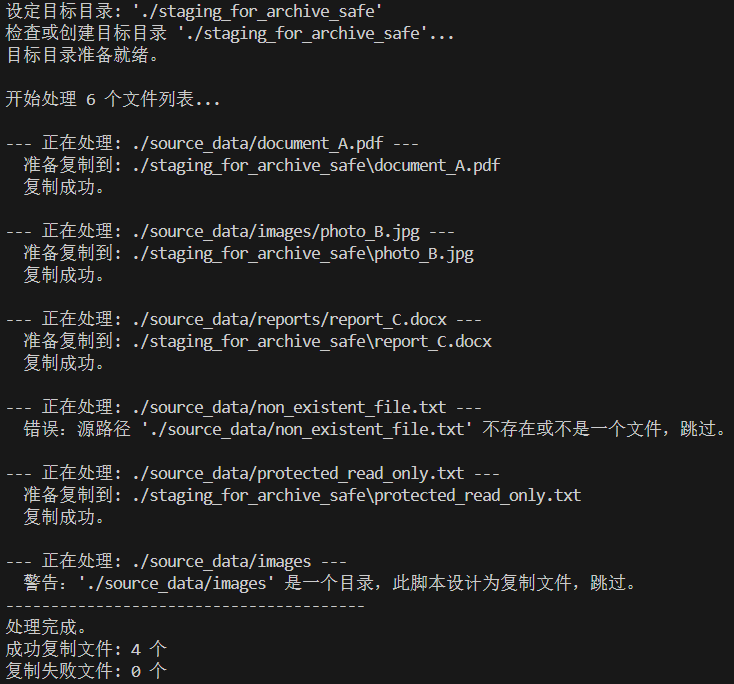 设定目标目录: './staging_for_archive_safe'
检查或创建目标目录 './staging_for_archive_safe'...
目标目录准备就绪。
开始处理 6 个文件列表...
--- 正在处理: ./source_data/document_A.pdf ---
准备复制到: ./staging_for_archive_safe\document_A.pdf
复制成功。
--- 正在处理: ./source_data/images/photo_B.jpg ---
准备复制到: ./staging_for_archive_safe\photo_B.jpg
复制成功。
--- 正在处理: ./source_data/reports/report_C.docx ---
准备复制到: ./staging_for_archive_safe\report_C.docx
复制成功。
--- 正在处理: ./source_data/non_existent_file.txt ---
错误: 源路径 './source_data/non_existent_file.txt' 不存在或不是一个文件，跳过。
--- 正在处理: ./source_data/protected_read_only.txt ---
准备复制到: ./staging_for_archive_safe\protected_read_only.txt
复制成功。
--- 正在处理: ./source_data/images ---
警告: './source_data/images' 是一个目录，此脚本设计为复制文件，跳过。
----------------------------------------
处理完成。
成功复制文件: 4 个
复制失败文件: 0 个